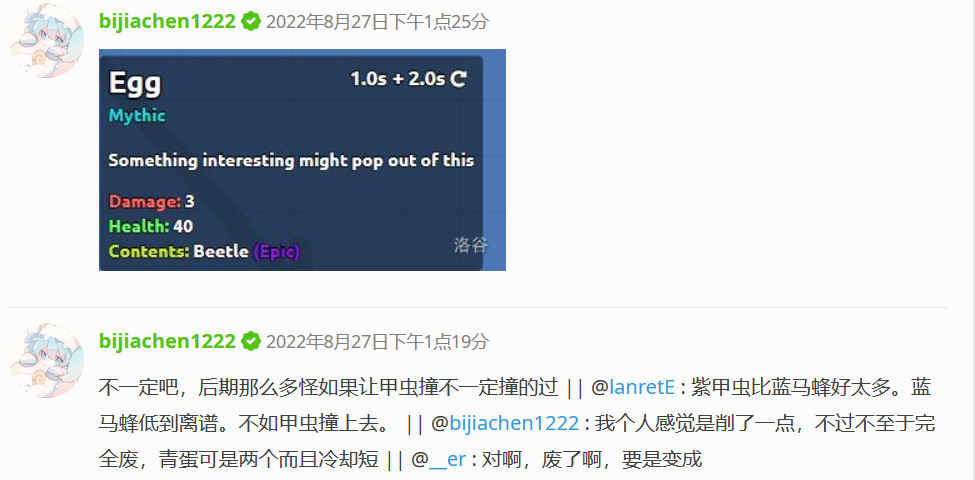 bijiachen1222 2022年8月27日下午1点25分
Egg 1.0s + 2.0s
Mythic
Something interesting might pop out of this
Damage: 3
Health: 40
Contents: Beetle (Epic)
洛谷
bijiachen1222 2022年8月27日下午1点19分
不一定吧，后期那么多怪如果让甲虫撞不一定撞的过 || @lanretE : 紫甲虫比蓝马蜂好太多。蓝
马蜂低到离谱。不如甲虫撞上去。 || @bijiachen1222 : 我个人感觉是削了一点，不过不至于完
全废，青蛋可是两个而且冷却短 || @__er : 对啊，废了啊，要是变成